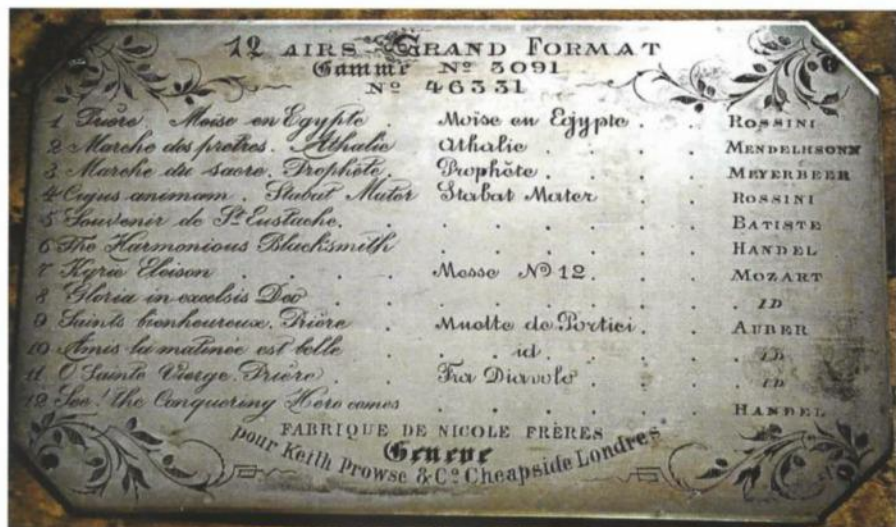 12 AIRS GRAND FORMAT
Gamme Nº 3091
Nº 46331
1 Prière. Moise en Egypte . Moïse en Egypte . . . ROSSINI
2 Marche des prêtres. Athalie Athalie . . . . . MENDELHSONN
3 Marche du sacre. Prophète. Prophète . . . . . MEYERBEER
4 Cujus animam . Stabat Mater Stabat Mater . . . ROSSINI
5 Souvenir de St Eustache. . . . . . . . BATISTE
6 The Harmonious Blacksmith . . . . . . . HANDEL
7 Kyrie Eleison . . . . . Messe Nº 12 . . . . MOZART
8 Gloria in excelsis Deo . . . . . . . . . ID
9 Saints bienheureux. Prière Muette de Portici . . . AUBER
10 Amis la matinée est belle . . id . . . . . ID
11 O Sainte Vierge. Prière . . Fra Diavolo . . . . . ID
12 See! the Conquering Hero comes . . . . . . . HANDEL
FABRIQUE DE NICOLE FRÈRES
Geneve
pour Keith Prowse & Co. Cheapside Londres